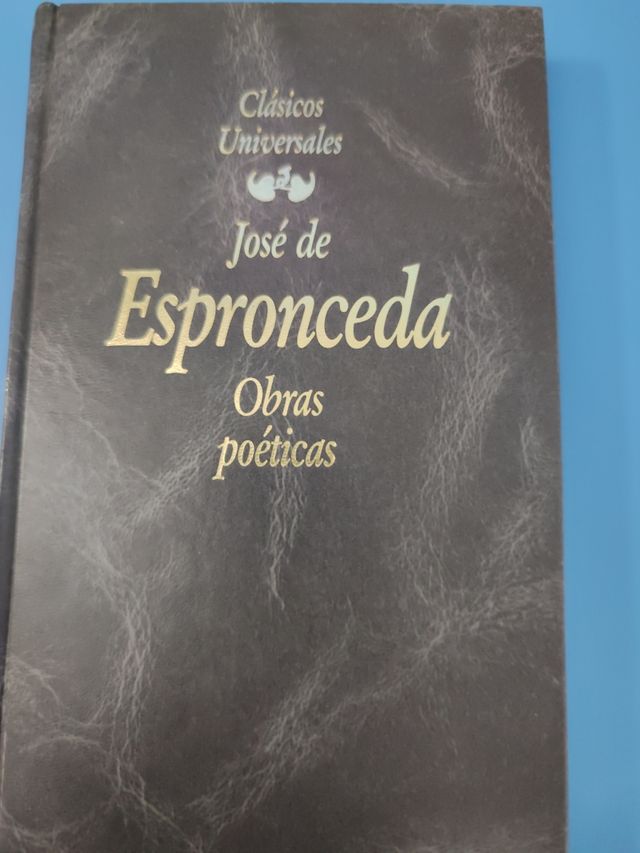 Clásicos
Universales
José de
Espronceda
Obras
poéticas